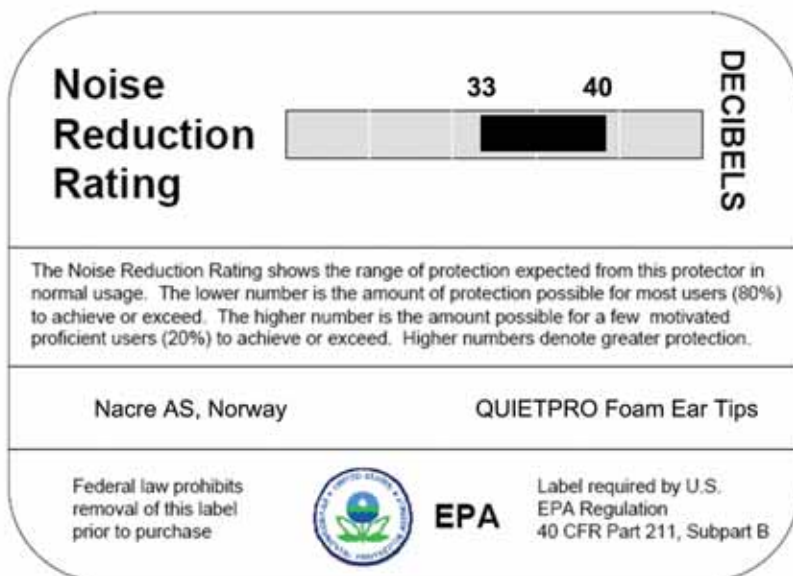 Noise
Reduction
Rating
33 40
DECIBELS
The Noise Reduction Rating shows the range of protection expected from this protector in
normal usage. The lower number is the amount of protection possible for most users (80%)
to achieve or exceed. The higher number is the amount possible for a few motivated
proficient users (20%) to achieve or exceed. Higher numbers denote greater protection.
Nacre AS, Norway
QUIETPRO Foam Ear Tips
Federal law prohibits
removal of this label
prior to purchase
UNITED STATES
EPA
Label required by U.S.
EPA Regulation
40 CFR Part 211, Subpart B